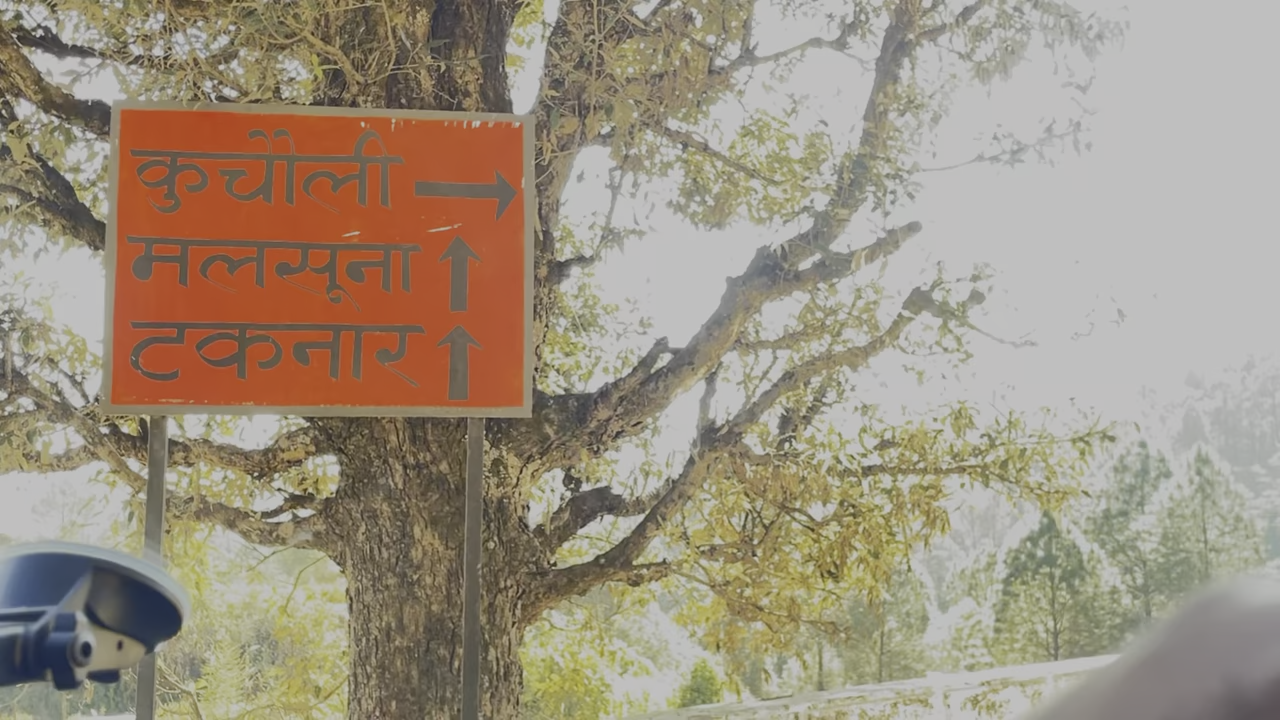 कुचौली →
मलसूना ↑
टकनार ↑